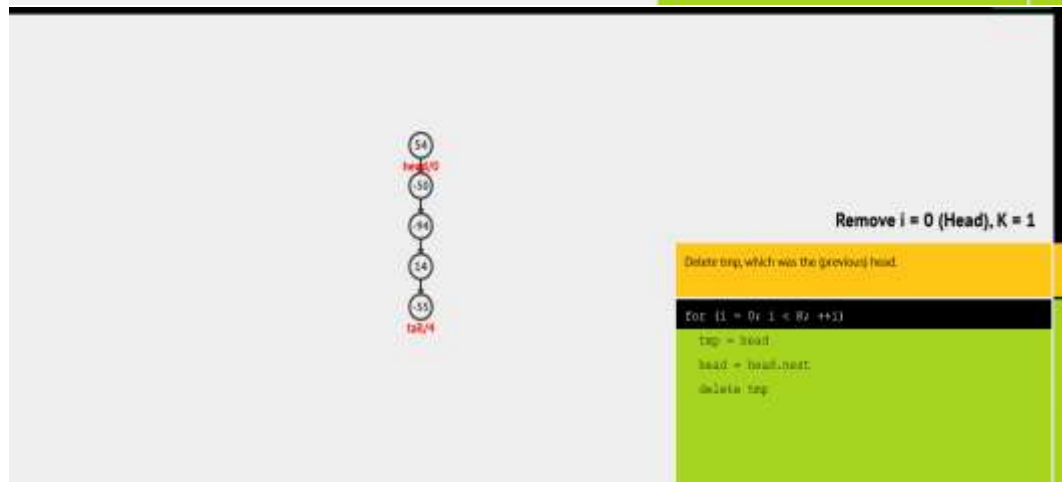 54
head/0
-50
-94
14
-55
tail/4
Remove i = 0 (Head), K = 1
Delete tmp, which was the (previous) head.
for (i = 0; i < K; ++i)
tmp = head
head = head.next
delete tmp